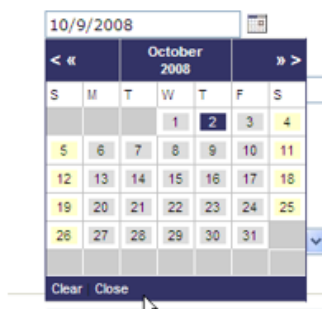 10/9/2008
< « October » >
2008
S M T W T F S
1 2 3 4
5 6 7 8 9 10 11
12 13 14 15 16 17 18
19 20 21 22 23 24 25
26 27 28 29 30 31
Clear Close